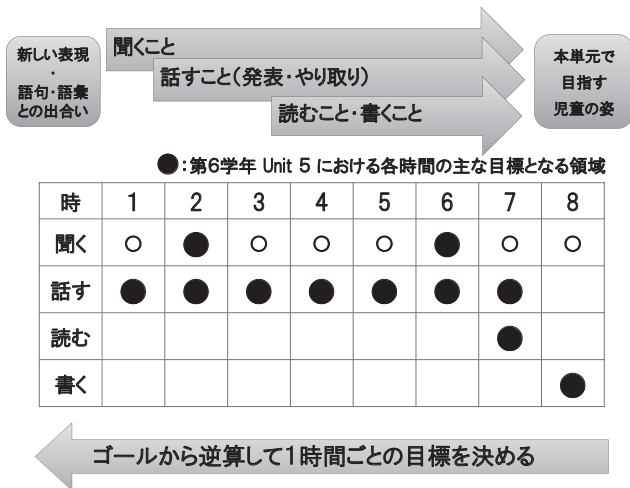 新しい表現
・
語句・語彙
との出合い
聞くこと
話すこと(発表・やり取り)
読むこと・書くこと
本単元で
目指す
児童の姿
●:第6学年 Unit 5 における各時間の主な目標となる領域
時 1 2 3 4 5 6 7 8
聞く ○ ● ○ ○ ○ ● ○ ○
話す ● ● ● ● ● ● ●
読む ●
書く ●
ゴールから逆算して1時間ごとの目標を決める